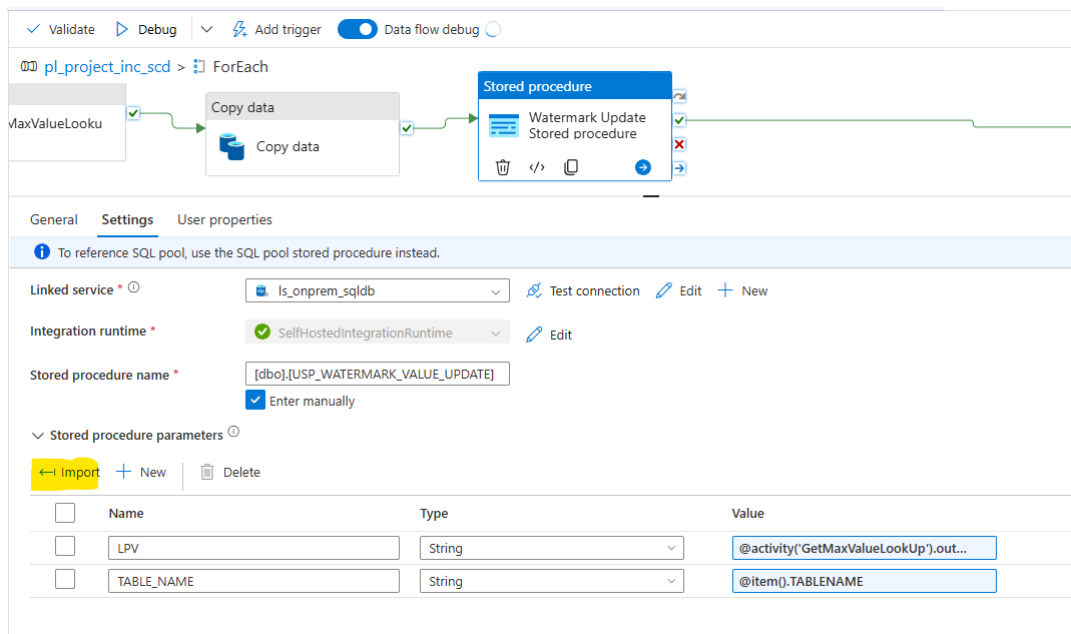 Validate Debug Add trigger Data flow debug
pl_project_inc_scd > ForEach
Stored procedure
Copy data
MaxValueLooku
Watermark Update
Stored procedure
Copy data
General Settings User properties
To reference SQL pool, use the SQL pool stored procedure instead.
Linked service * ls_onprem_sqldb Test connection Edit New
Integration runtime * SelfHostedIntegrationRuntime Edit
Stored procedure name * [dbo].[USP_WATERMARK_VALUE_UPDATE]
Enter manually
Stored procedure parameters
Import New Delete
Name Type Value
LPV String @activity('GetMaxValueLookUp').out...
TABLE_NAME String @item().TABLENAME